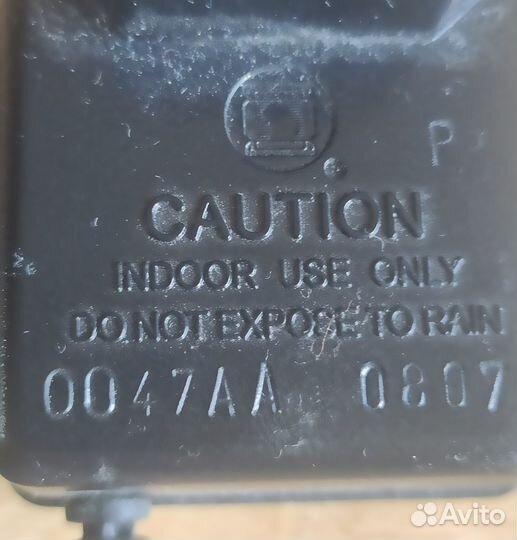 P
CAUTION
INDOOR USE ONLY
DO NOT EXPOSE TO RAIN
0047AA 0807
Avito